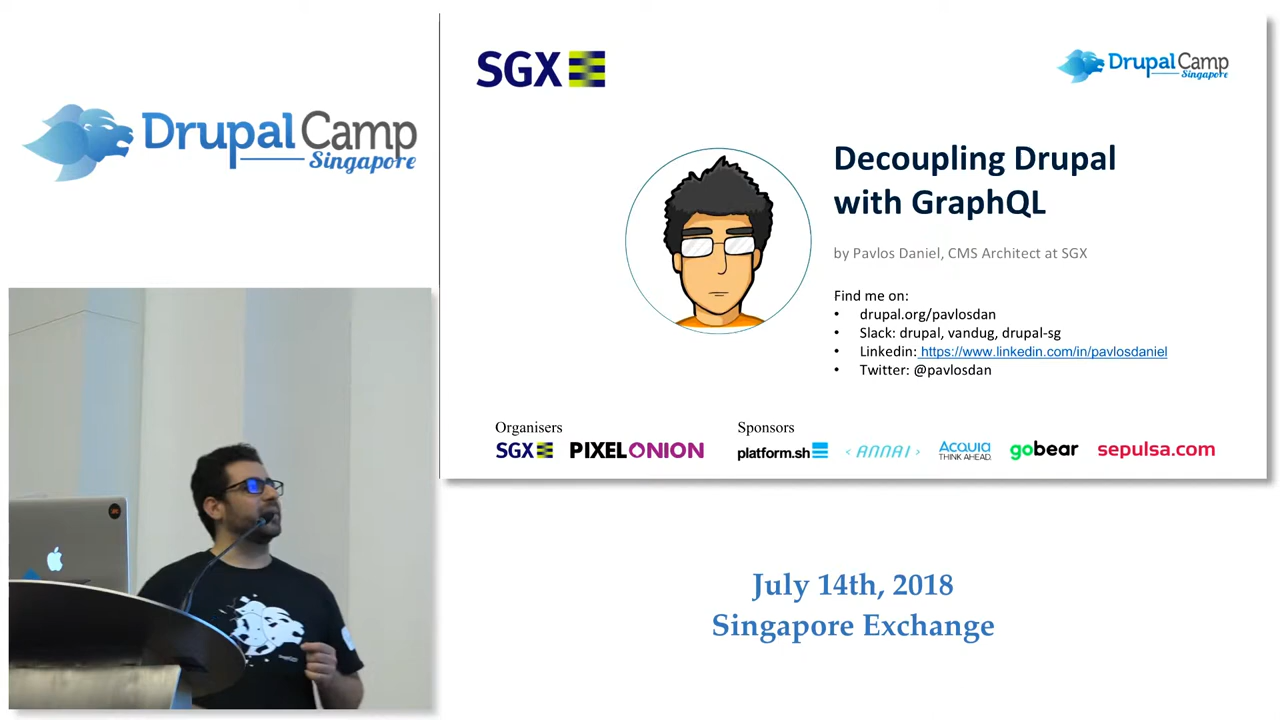 DrupalCamp
Singapore
SGX
DrupalCamp
Singapore
Decoupling Drupal
with GraphQL
by Pavlos Daniel, CMS Architect at SGX
Find me on:
• drupal.org/pavlosdan
• Slack: drupal, vandug, drupal-sg
• Linkedin: https://www.linkedin.com/in/pavlosdaniel
• Twitter: @pavlosdan
Organisers
Sponsors
SGX PIXELONION platform.sh <ANNAI> ACQUIA gobear sepulsa.com
THINK AHEAD.
July 14th, 2018
Singapore Exchange